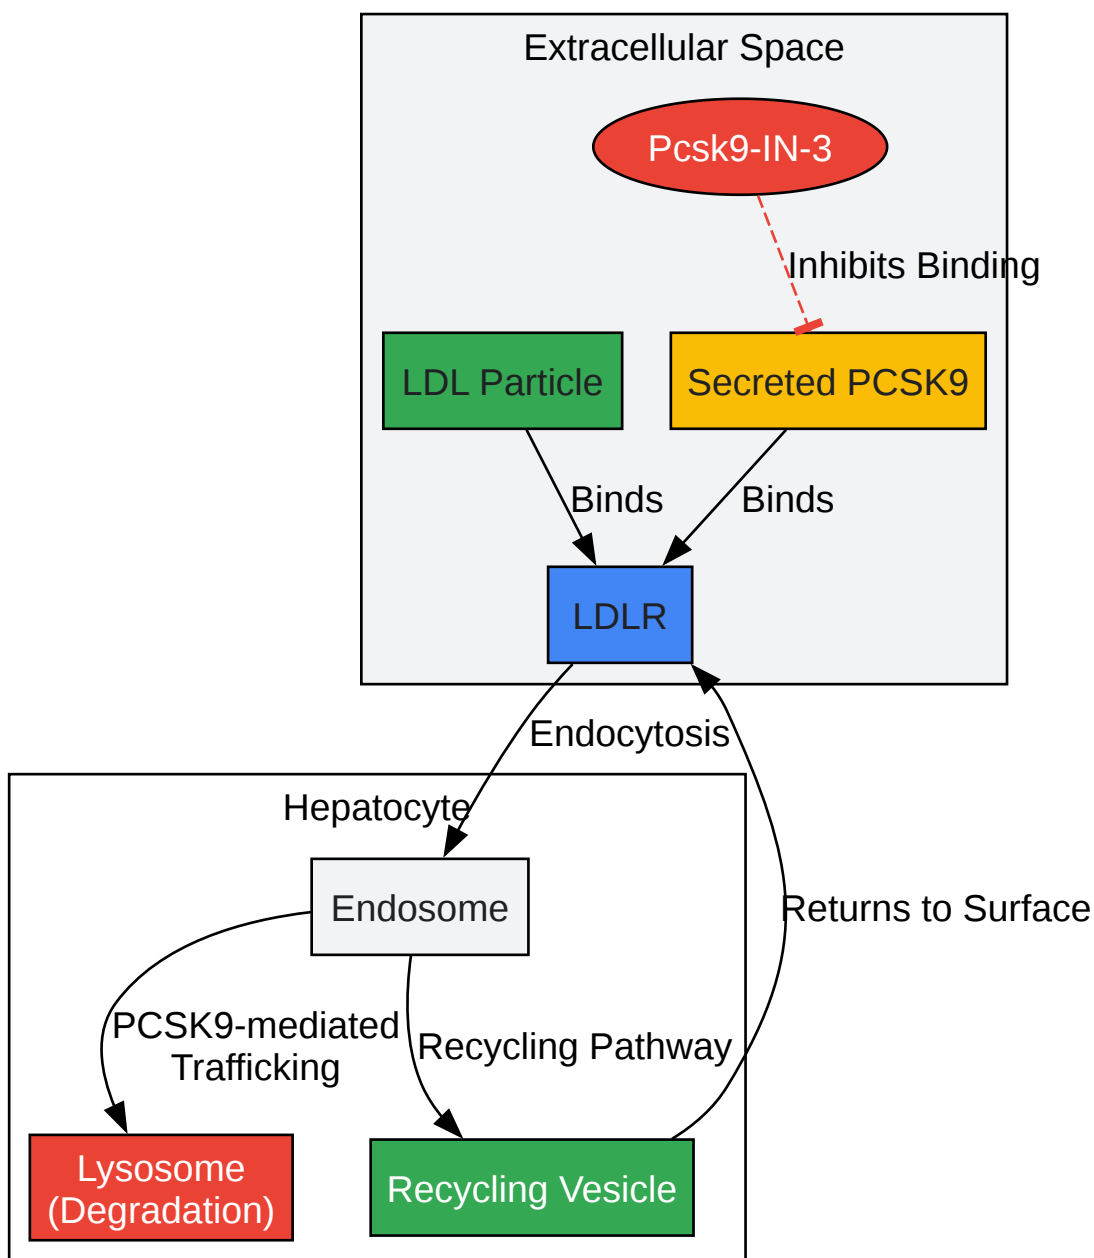 Extracellular Space
Pcsk9-IN-3
Inhibits Binding
LDL Particle
Secreted PCSK9
Binds
Binds
LDLR
Endocytosis
Hepatocyte
Endosome
Returns to Surface
PCSK9-mediated
Trafficking
Recycling Pathway
Lysosome
(Degradation)
Recycling Vesicle